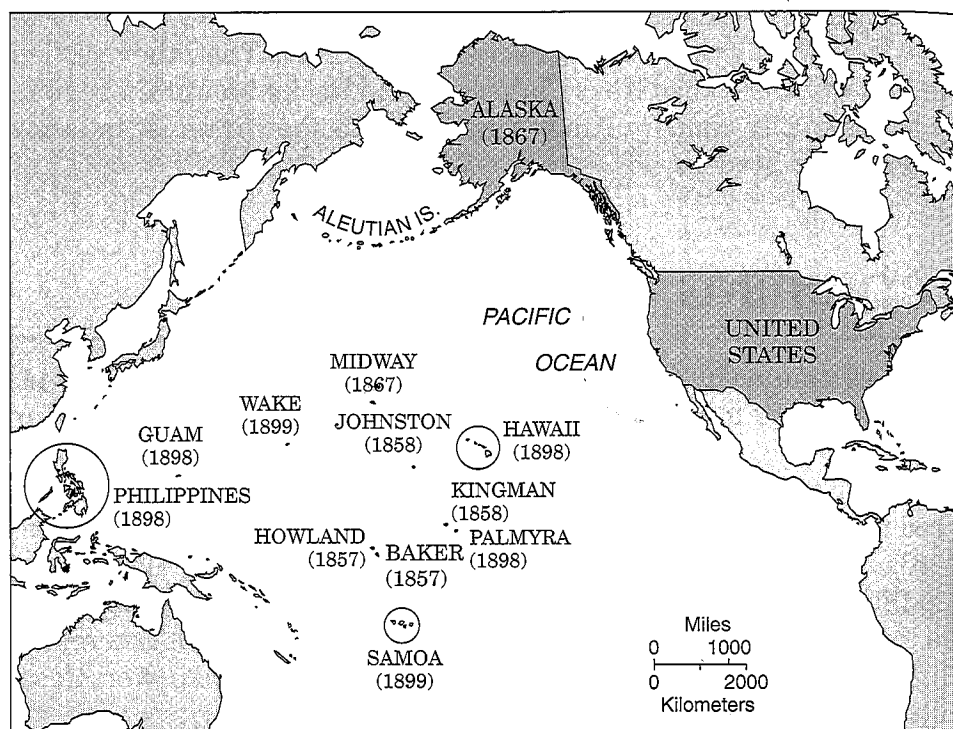 ALASKA
(1867)
ALEUTIAN IS.
PACIFIC
OCEAN
UNITED
STATES
MIDWAY
(1867)
WAKE
(1899)
JOHNSTON
(1858)
HAWAII
(1898)
GUAM
(1898)
PHILIPPINES
(1898)
KINGMAN
(1858)
HOWLAND
(1857)
BAKER
(1857)
PALMYRA
(1898)
SAMOA
(1899)
Miles
0 1000
0 2000
Kilometers